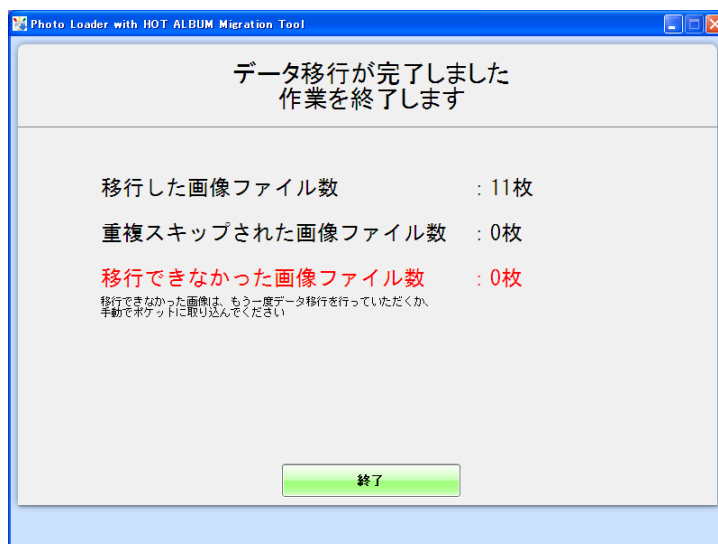 Photo Loader with HOT ALBUM Migration Tool
データ移行が完了しました
作業を終了します
移行した画像ファイル数 : 11枚
重複スキップされた画像ファイル数 : 0枚
移行できなかった画像ファイル数 : 0枚
移行できなかった画像は、もう一度データ移行を行っていただくか、
手動でポケットに取り込んでください
終了